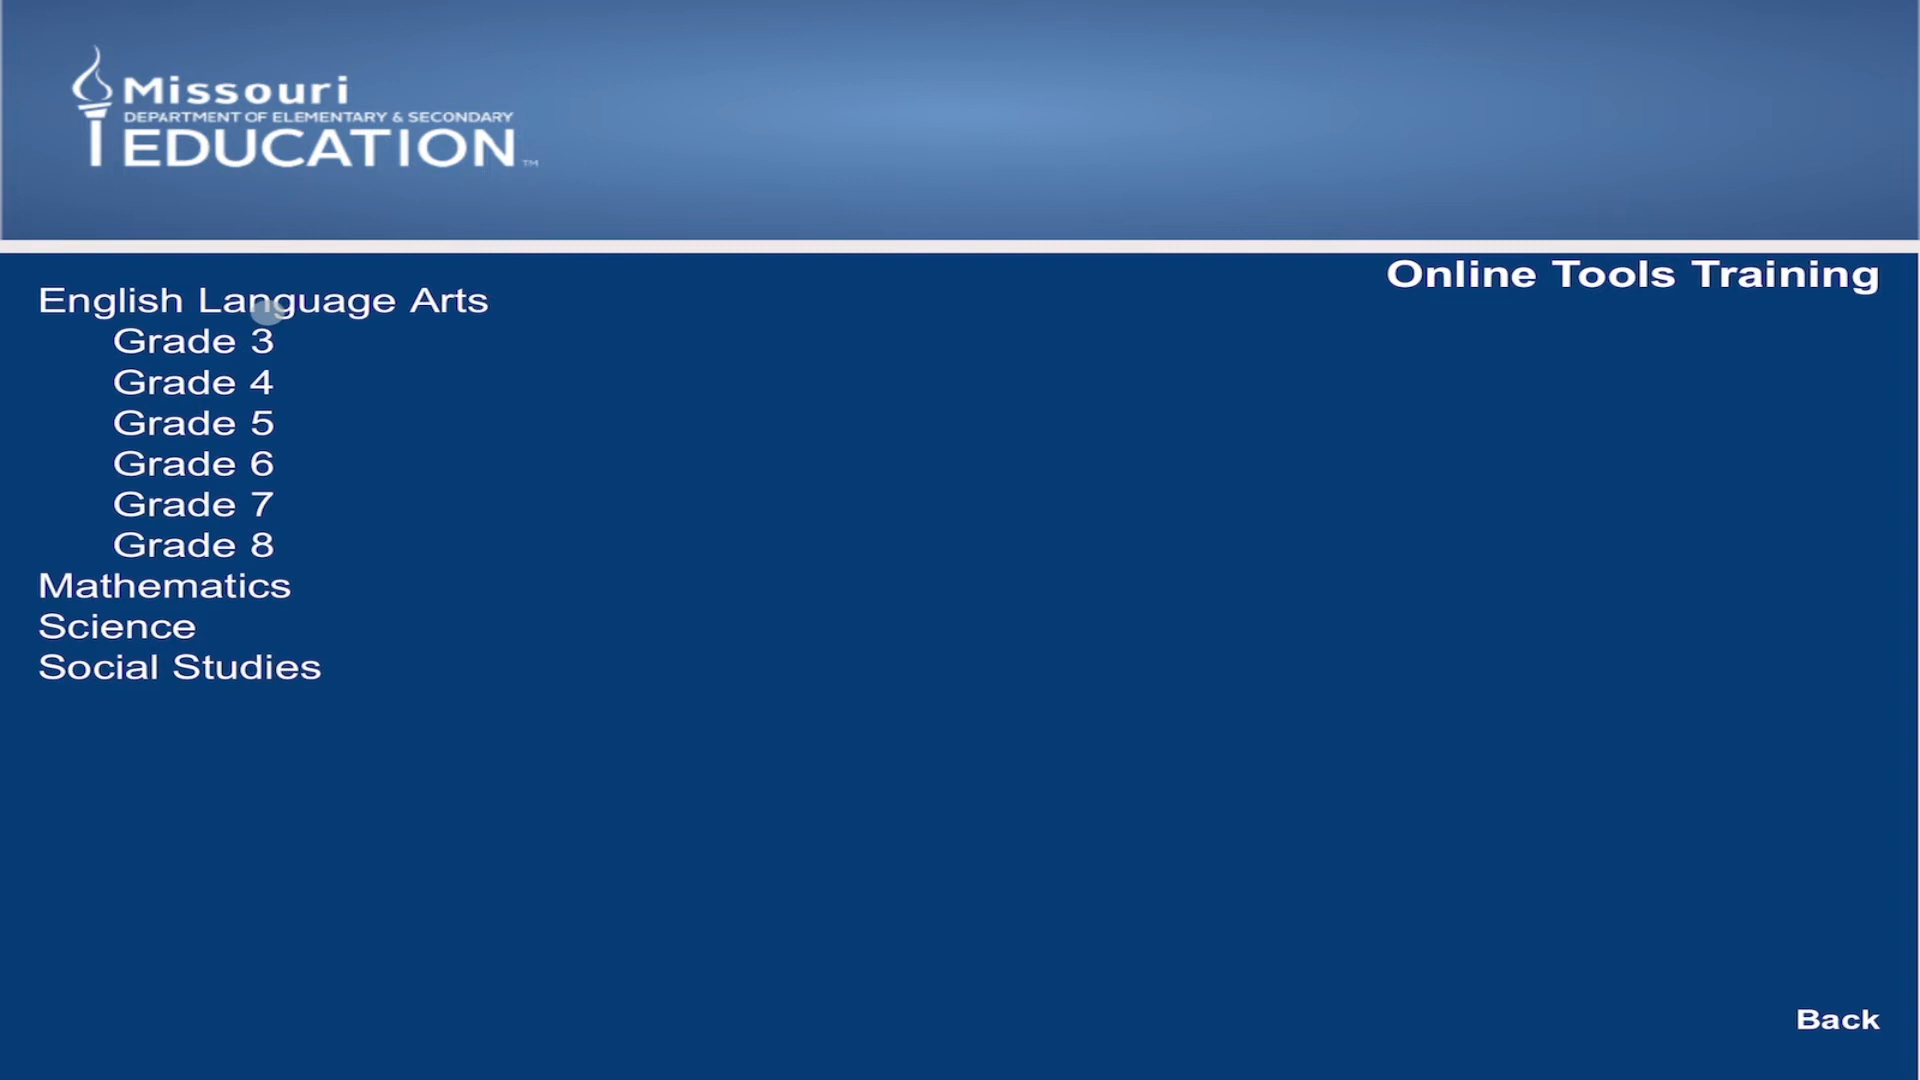 Missouri
DEPARTMENT OF ELEMENTARY & SECONDARY
EDUCATION™
Online Tools Training
English Language Arts
Grade 3
Grade 4
Grade 5
Grade 6
Grade 7
Grade 8
Mathematics
Science
Social Studies
Back